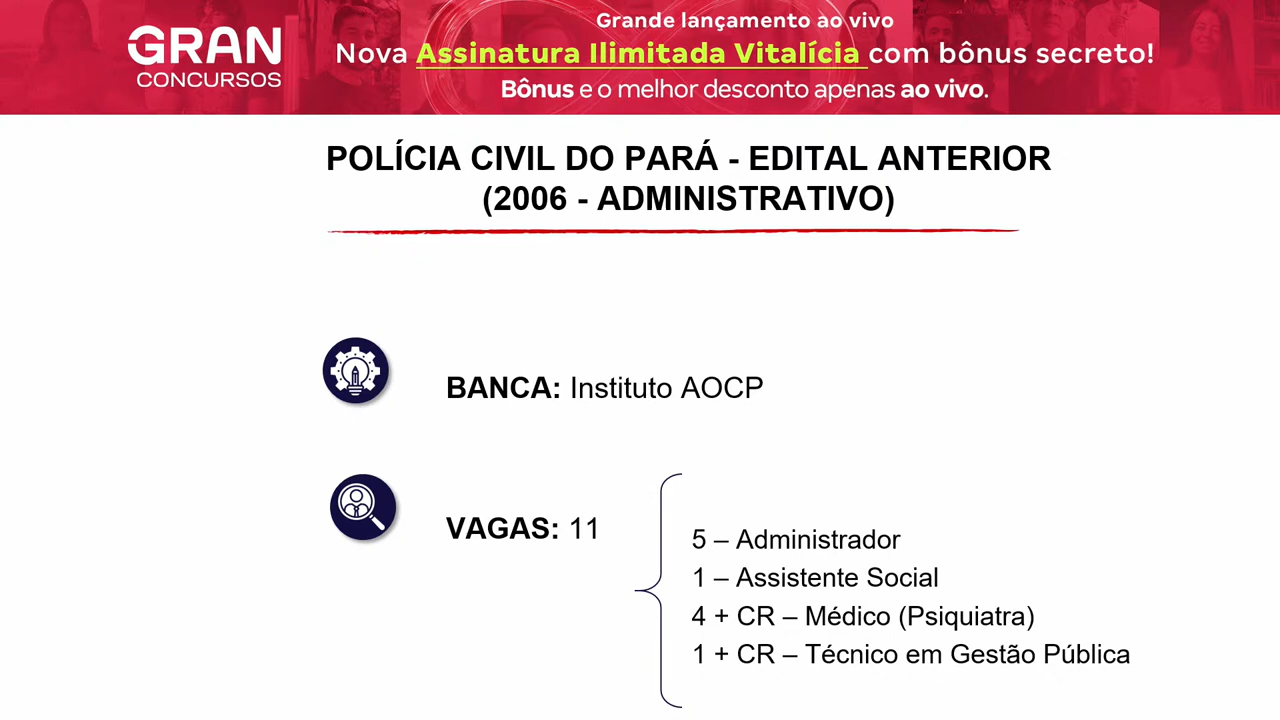 GRAN
CONCURSOS
Grande lançamento ao vivo
Nova Assinatura Ilimitada Vitalícia com bônus secreto!
Bônus e o melhor desconto apenas ao vivo.
POLÍCIA CIVIL DO PARÁ - EDITAL ANTERIOR
(2006 - ADMINISTRATIVO)
BANCA: Instituto AOCP
VAGAS: 11
5 – Administrador
1 – Assistente Social
4 + CR – Médico (Psiquiatra)
1 + CR – Técnico em Gestão Pública